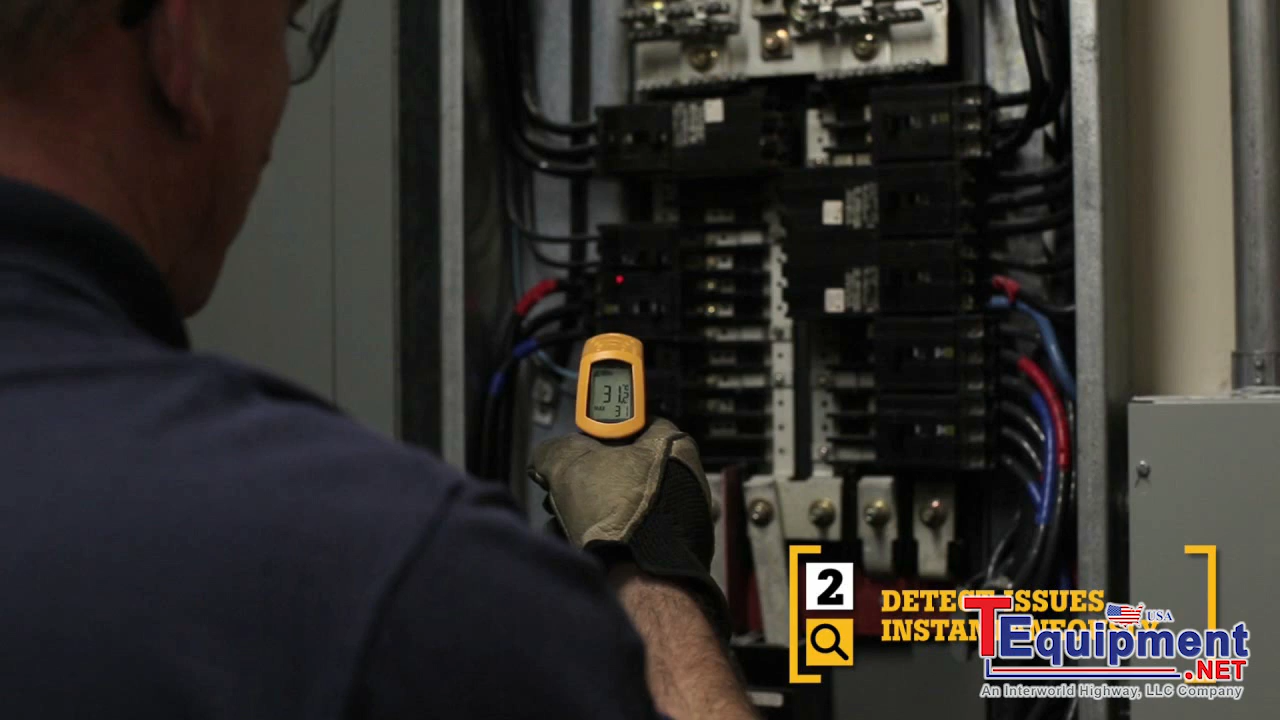 2
DETECT ISSUES
USA
TEquipment
.NET
An Interworld Highway, LLC Company